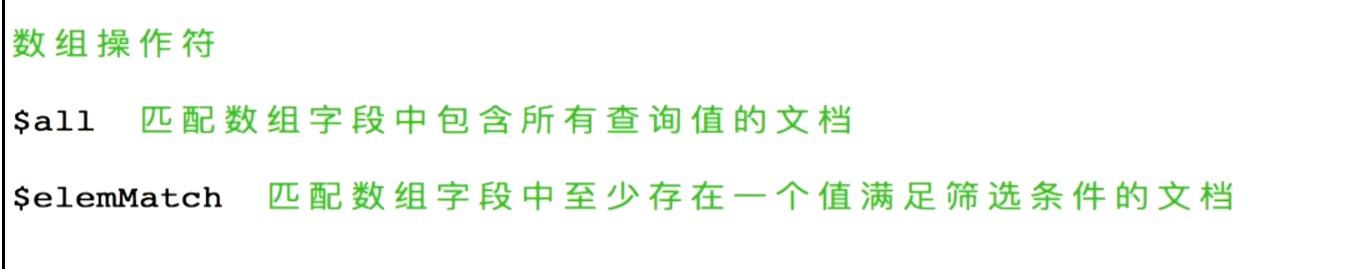 数组操作符
$all 匹配数组字段中包含所有查询值的文档
$elemMatch 匹配数组字段中至少存在一个值满足筛选条件的文档